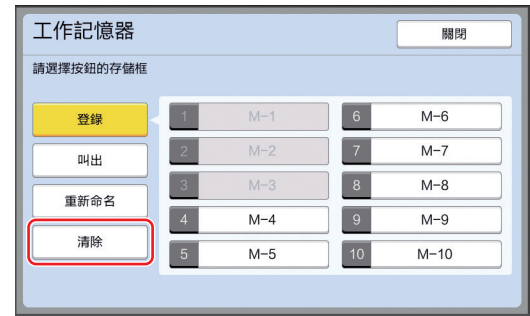 工作記憶器
關閉
請選擇按鈕的存儲框
登錄
叫出
重新命名
清除
1 M-1
2 M-2
3 M-3
4 M-4
5 M-5
6 M-6
7 M-7
8 M-8
9 M-9
10 M-10